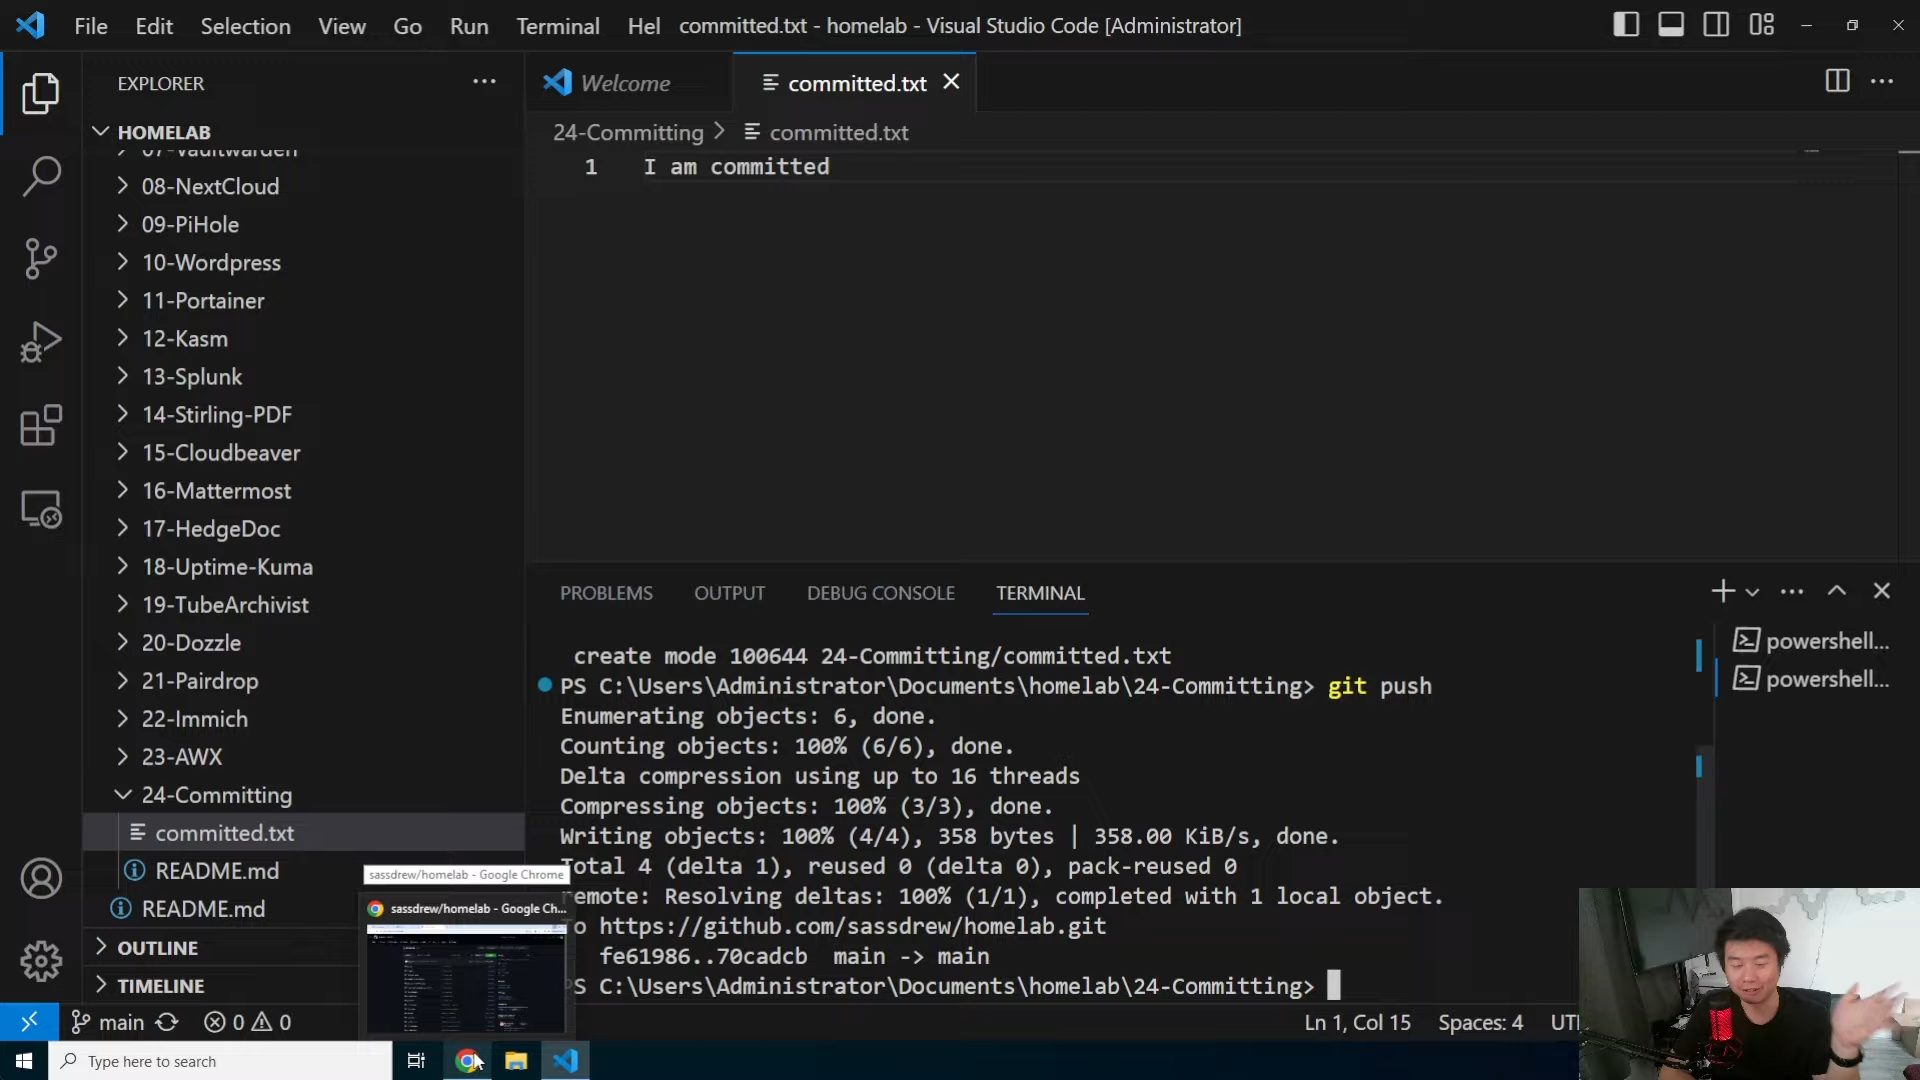 File Edit Selection View Go Run Terminal Hel committed.txt - homelab - Visual Studio Code [Administrator]
EXPLORER
HOMELAB
07-Vaultwarden
08-NextCloud
09-PiHole
10-Wordpress
11-Portainer
12-Kasm
13-Splunk
14-Stirling-PDF
15-Cloudbeaver
16-Mattermost
17-HedgeDoc
18-Uptime-Kuma
19-TubeArchivist
20-Dozzle
21-Pairdrop
22-Immich
23-AWX
24-Committing
committed.txt
README.md
README.md
OUTLINE
TIMELINE
Welcome
committed.txt
24-Committing > committed.txt
1 I am committed
PROBLEMS OUTPUT DEBUG CONSOLE TERMINAL
powershell...
powershell...
create mode 100644 24-Committing/committed.txt
PS C:\Users\Administrator\Documents\homelab\24-Committing> git push
Enumerating objects: 6, done.
Counting objects: 100% (6/6), done.
Delta compression using up to 16 threads
Compressing objects: 100% (3/3), done.
Writing objects: 100% (4/4), 358 bytes | 358.00 KiB/s, done.
Total 4 (delta 1), reused 0 (delta 0), pack-reused 0
remote: Resolving deltas: 100% (1/1), completed with 1 local object.
To https://github.com/sassdrew/homelab.git
fe61986..70cadcb main -> main
PS C:\Users\Administrator\Documents\homelab\24-Committing>
sassdrew/homelab - Google Chrome
sassdrew/homelab - Google Ch...
main 0 0
Ln 1, Col 15 Spaces: 4 UT
Type here to search